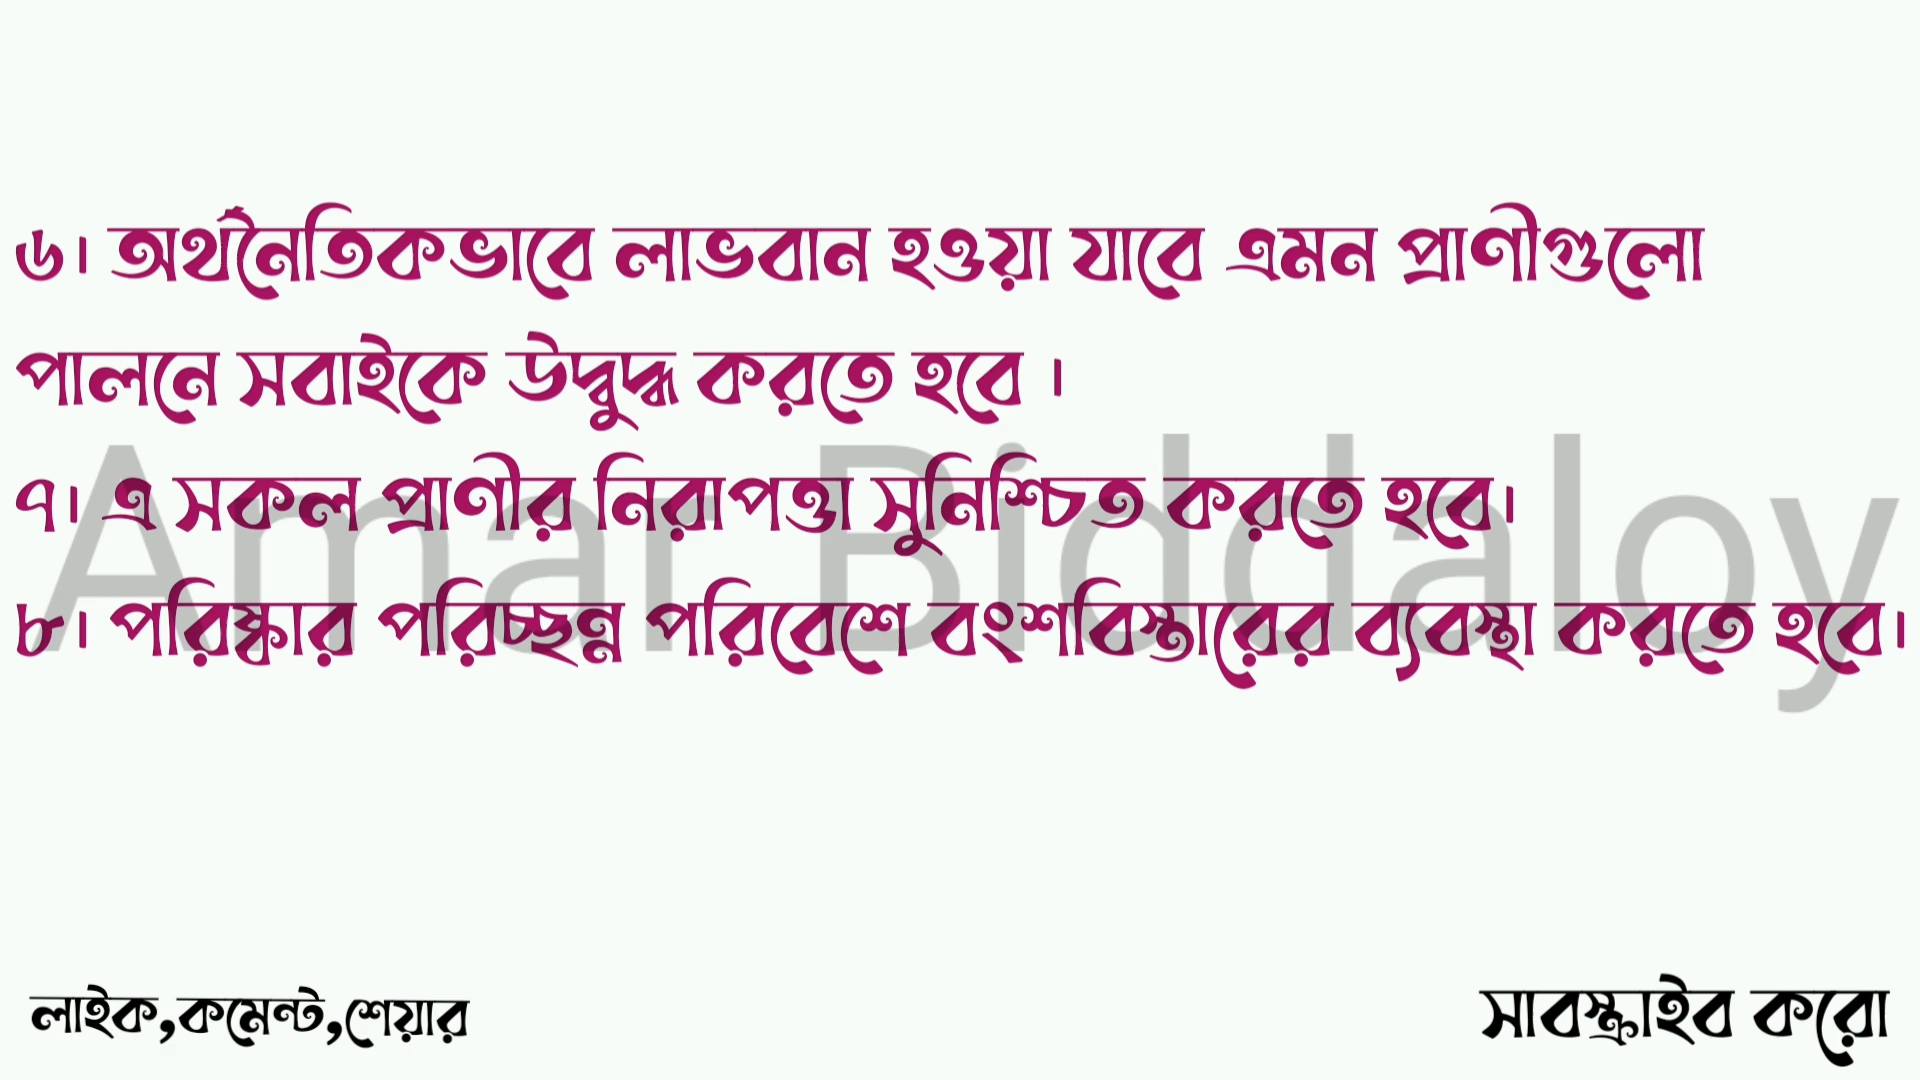 ৬। অর্থনৈতিকভাবে লাভবান হওয়া যাবে এমন প্রাণীগুলো
পালনে সবাইকে উদ্বুদ্ধ করতে হবে ।
৭। এ সকল প্রাণীর নিরাপত্তা সুনিশ্চিত করতে হবে।
৮। পরিষ্কার পরিচ্ছন্ন পরিবেশে বংশবিস্তারের ব্যবস্থা করতে হবে।
Amar Biddaloy
লাইক,কমেন্ট,শেয়ার
সাবস্ক্রাইব করো